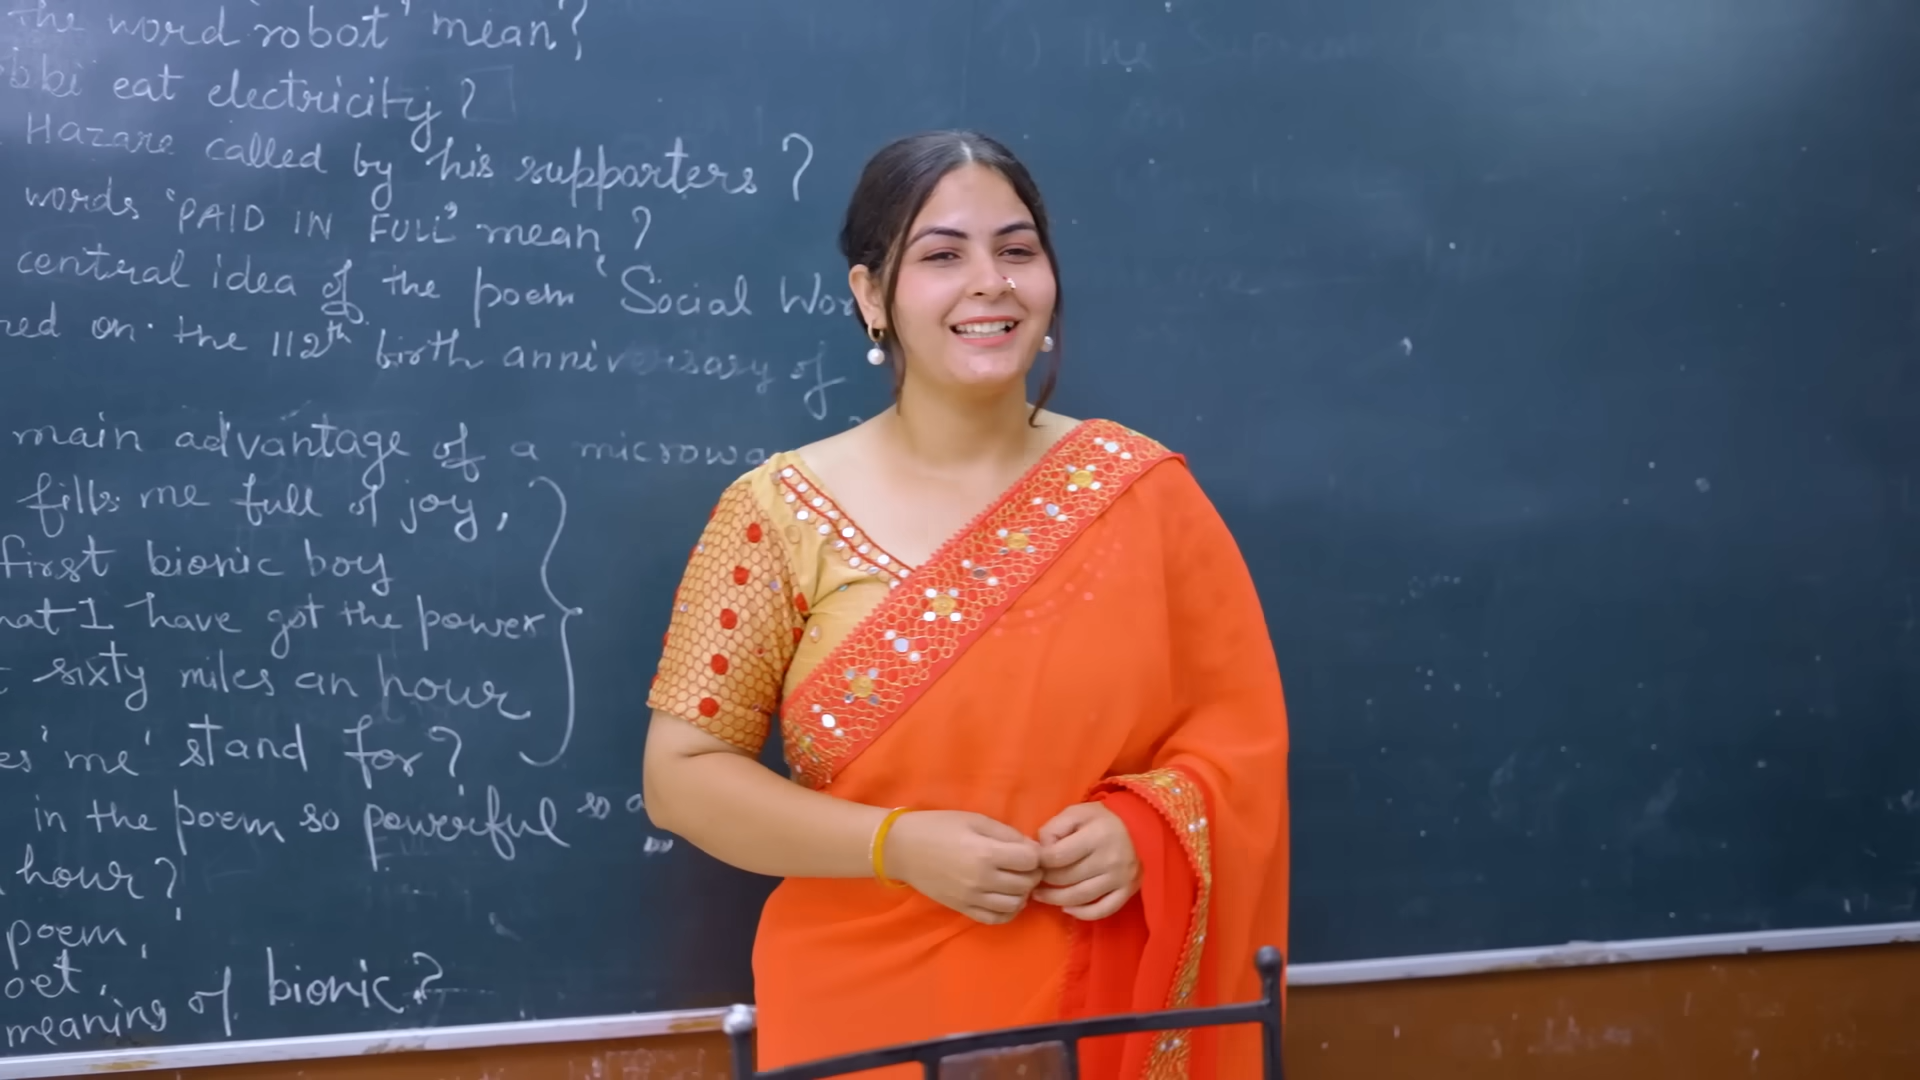 the word 'robot' mean?
eat electricity?
Hazare called by his supporters?
words 'PAID IN FULL' mean?
central idea of the poem 'Social Wor
red on the 112th birth anniversary of
main advantage of a microwa
fills me full of joy,
first bionic boy
hat I have got the power
sixty miles an hour
es 'me' stand for?
in the poem so powerful so a
hour?
poem,
oet,
meaning of bionic?